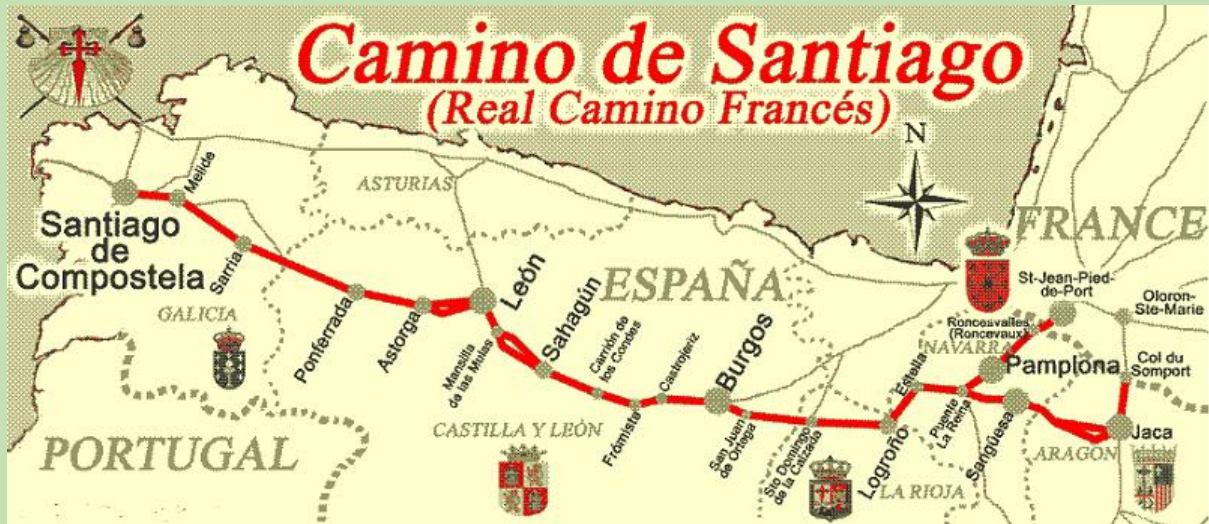 Camino de Santiago
(Real Camino Francés)
N
ASTURIAS
FRANCE
Melide
Santiago
de
Compostela
Sarria
GALICIA
Ponferrada
Astorga
León
Mansilla
de las Mulas
Sahagún
ESPAÑA
Carrión de
los Condes
Frómista
Castrojeriz
Burgos
San Juan
de Ortega
Sto Domingo
de la Calzada
Logroño
Estella
Puente
La Reina
St-Jean-Pied-
de-Port
Roncesvalles
(Roncevaux)
NAVARRA
Pamplona
Oloron-
Ste-Marie
Col du
Somport
Sangüesa
Jaca
ARAGON
LA RIOJA
CASTILLA Y LEÓN
PORTUGAL